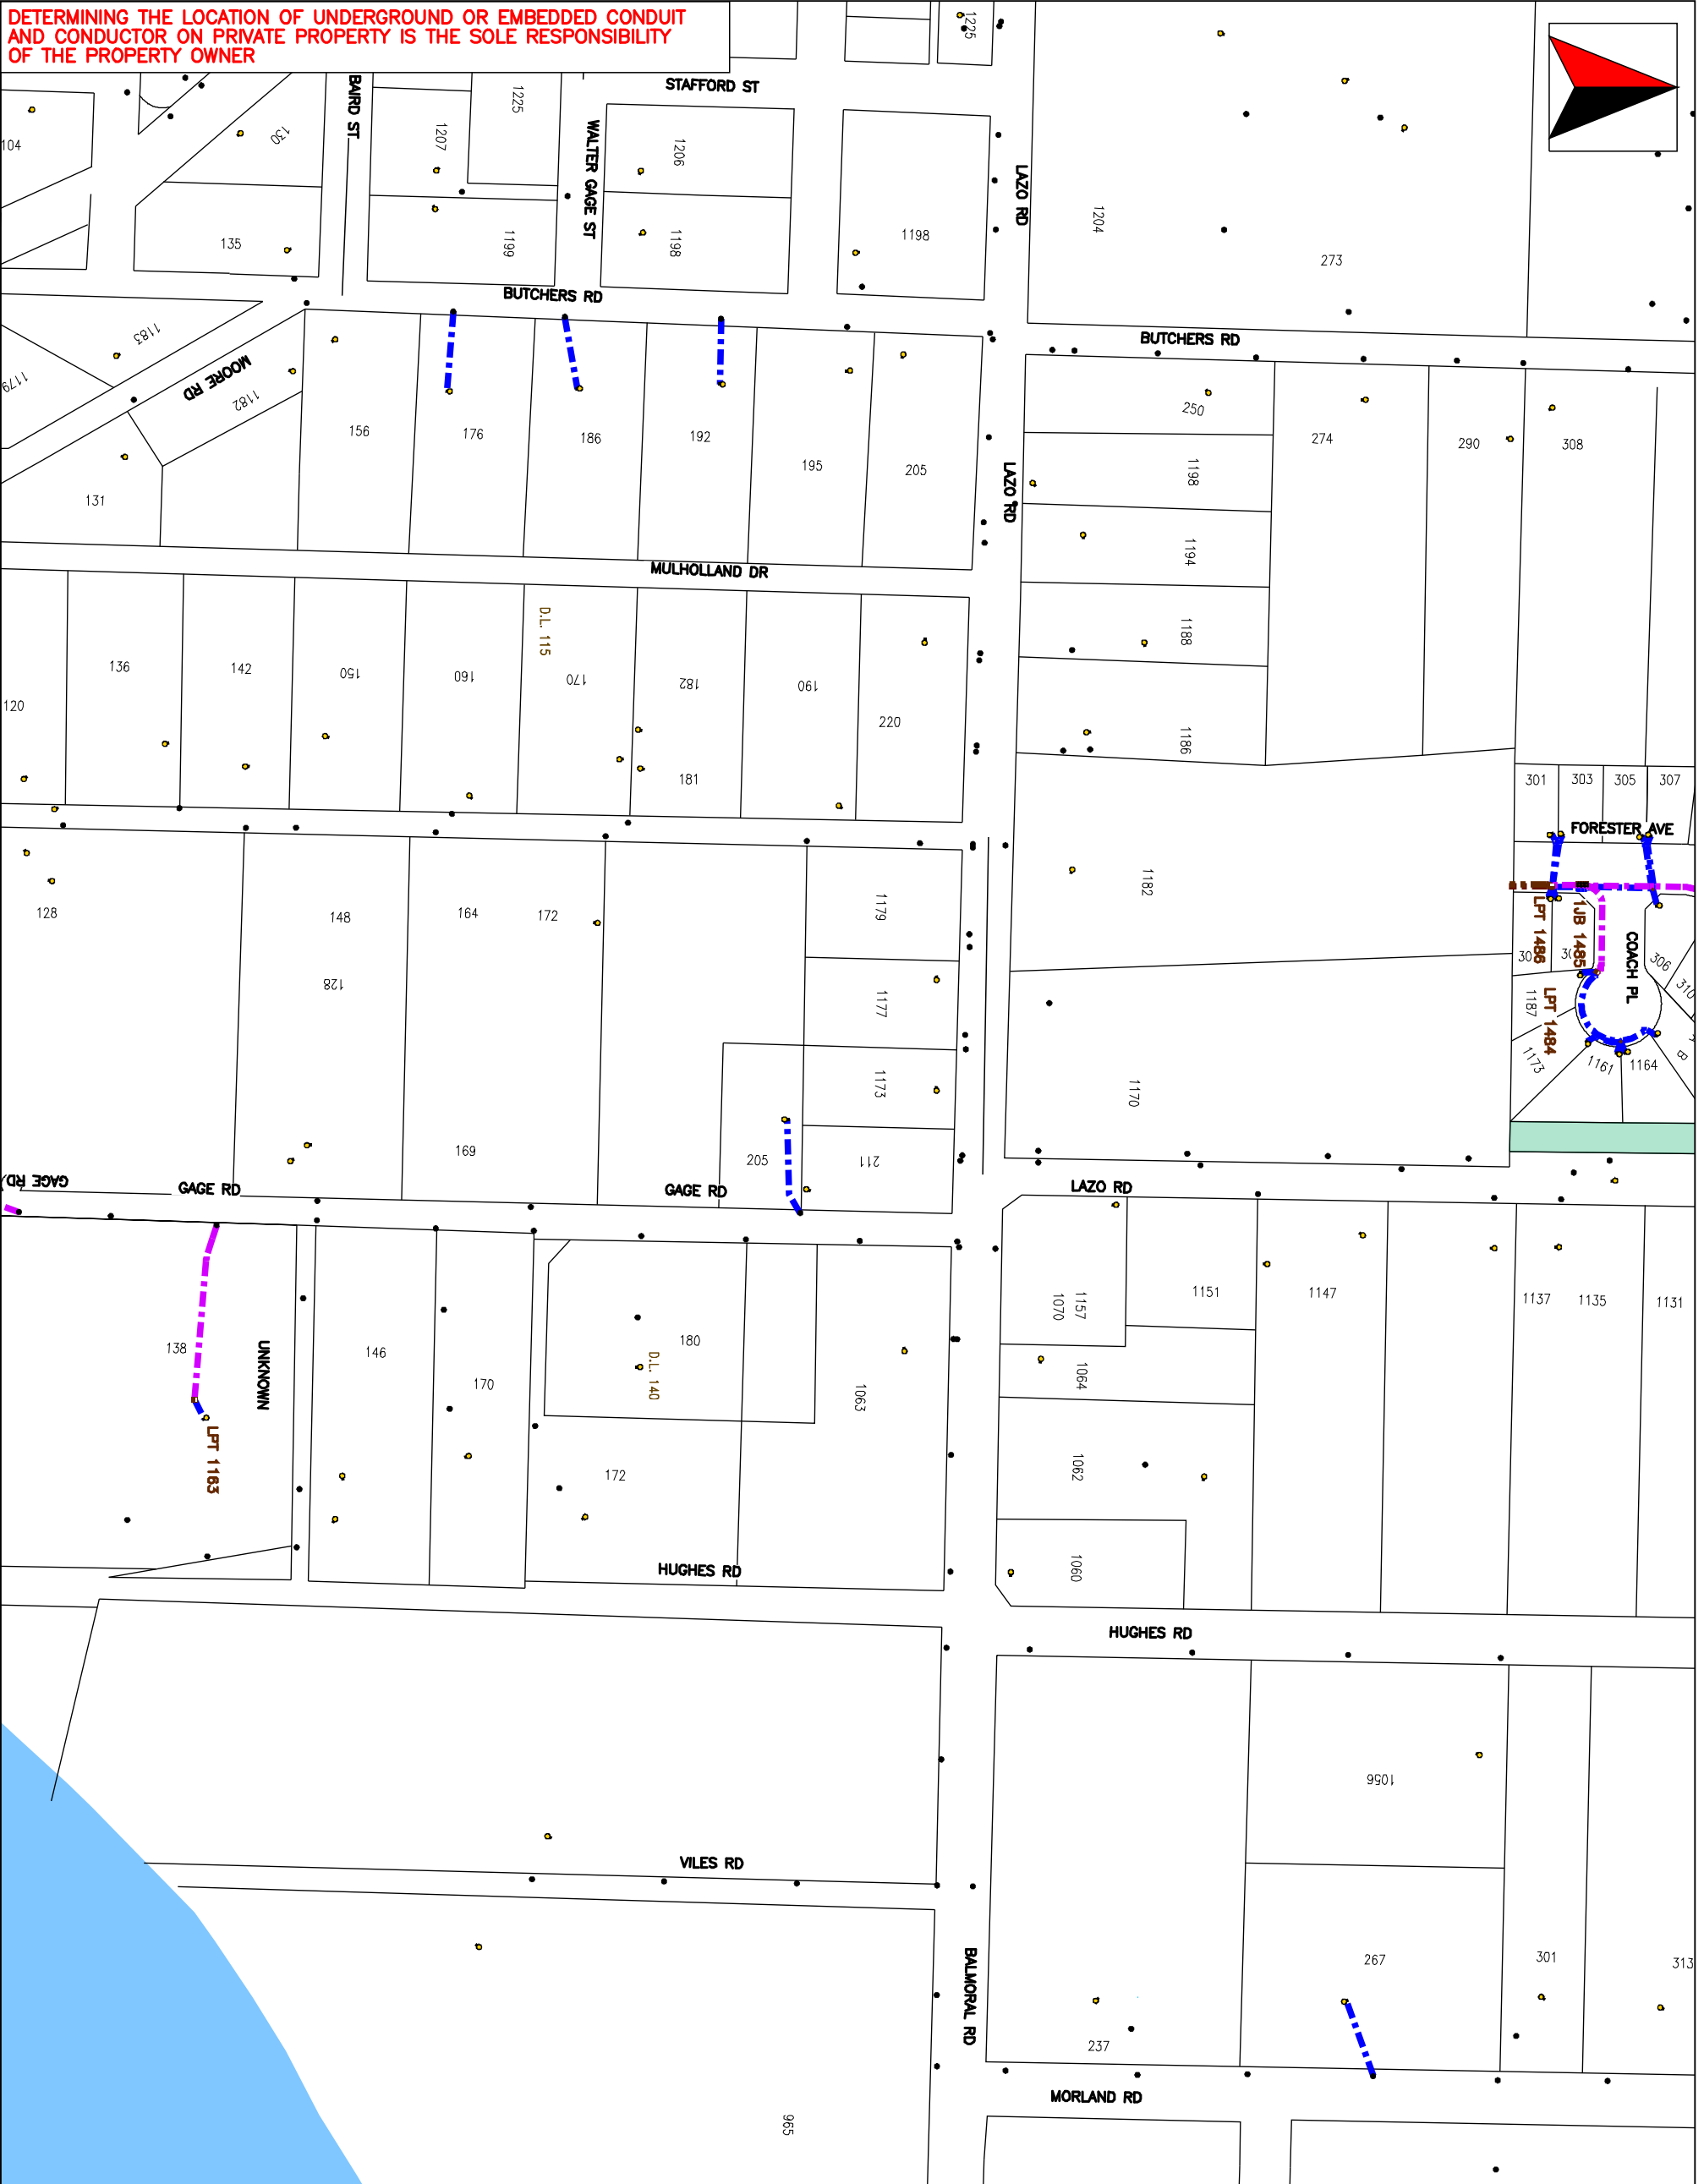 DETERMINING THE LOCATION OF UNDERGROUND OR EMBEDDED CONDUIT
AND CONDUCTOR ON PRIVATE PROPERTY IS THE SOLE RESPONSIBILITY
OF THE PROPERTY OWNER
1225
STAFFORD ST
BAIRD ST
1225
1207
WALTER GAGE ST
1206
130
104
LAZO RD
1204
135
1199
1198
1198
273
BUTCHERS RD
1183
BUTCHERS RD
MOORE RD
1179
1182
250
156
176
186
192
195
205
274
290
308
LAZO RD
1198
131
1194
MULHOLLAND DR
D.L. 115
1188
136
142
150
160
170
182
190
120
220
1186
181
301
303
305
307
FORESTER AVE
1182
128
148
164
172
1179
LPT 1486
1JB 1485
COACH PL
30
306
128
310
1177
1187
LPT 1484
1173
1173
1161
1164
8
1170
169
205
211
GAGE RD
GAGE RD
GAGE RD
LAZO RD
1151
1147
1137
1135
1131
1157
1070
138
UNKNOWN
146
180
D.L. 140
170
1063
1064
LPT 1163
172
1062
HUGHES RD
1060
HUGHES RD
1056
VILES RD
BALMORAL RD
267
301
313
237
MORLAND RD
965